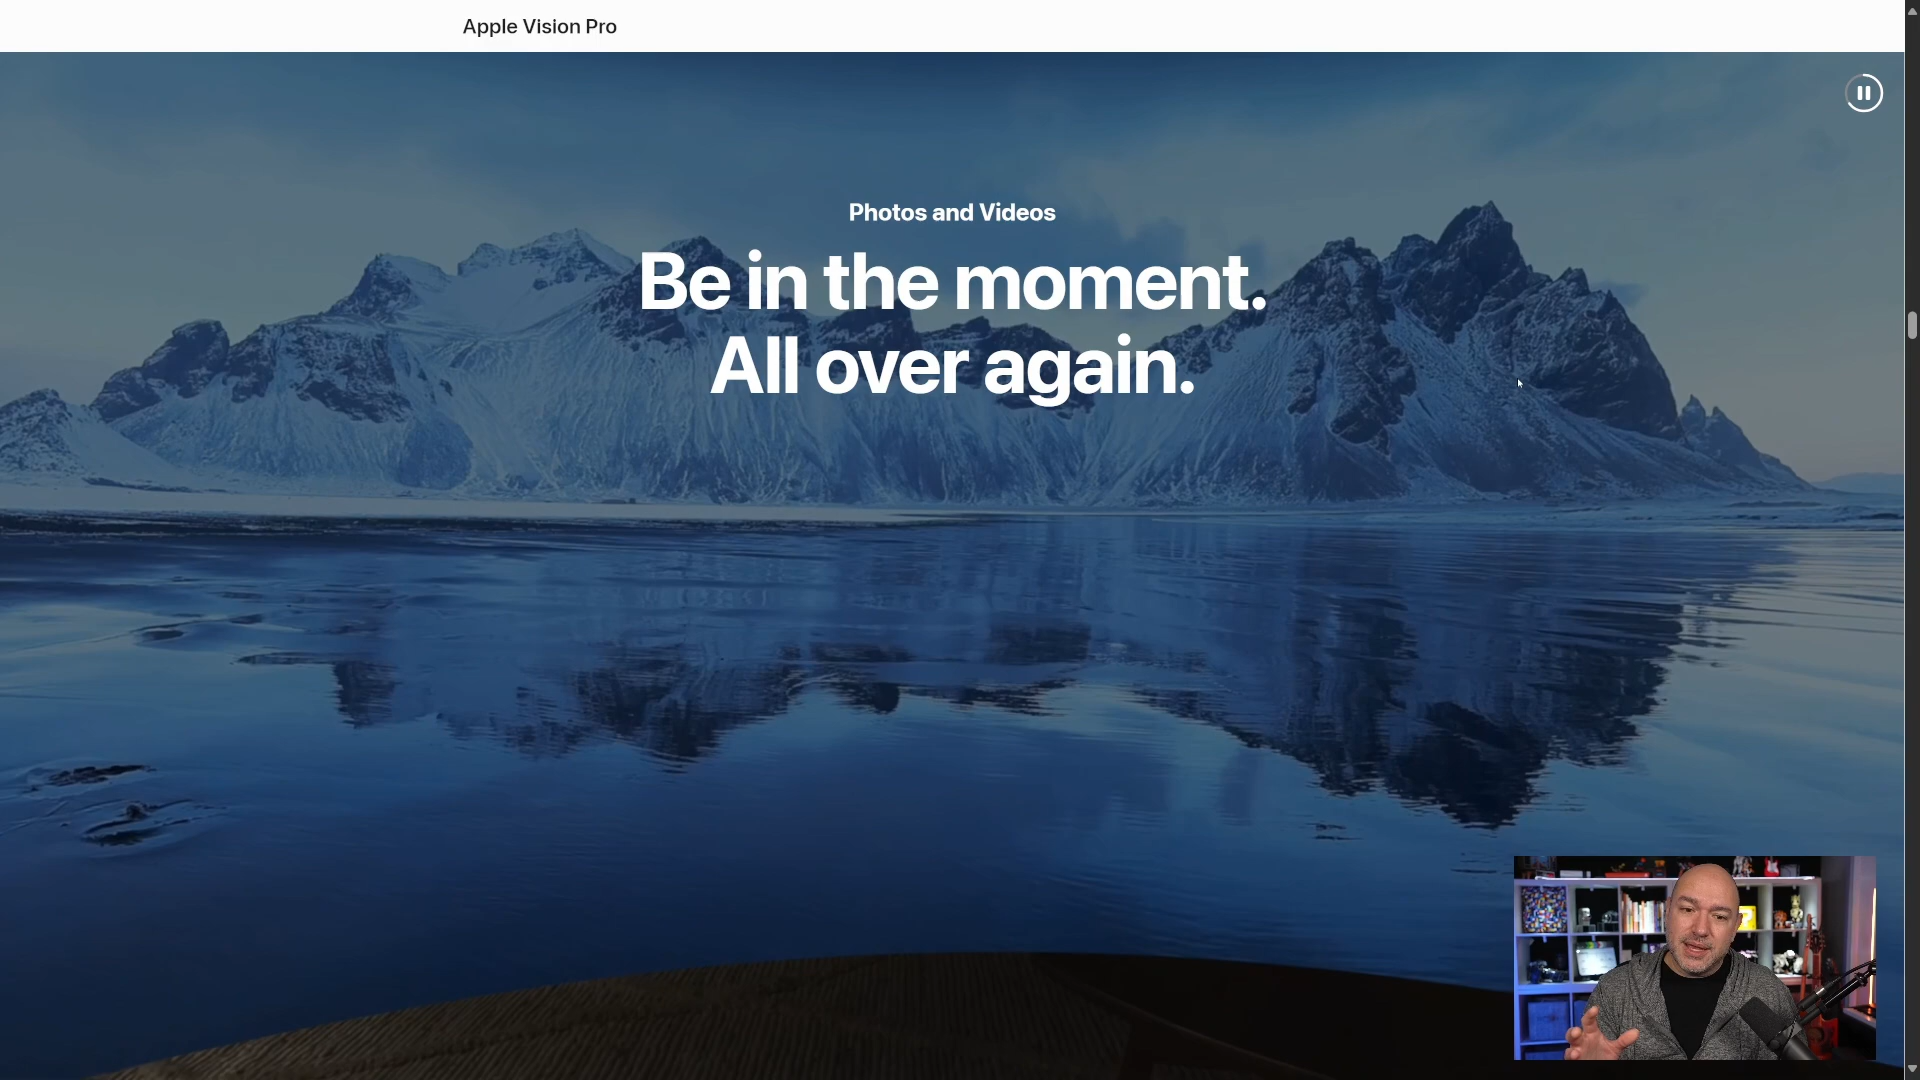 Apple Vision Pro
Photos and Videos
Be in the moment.
All over again.